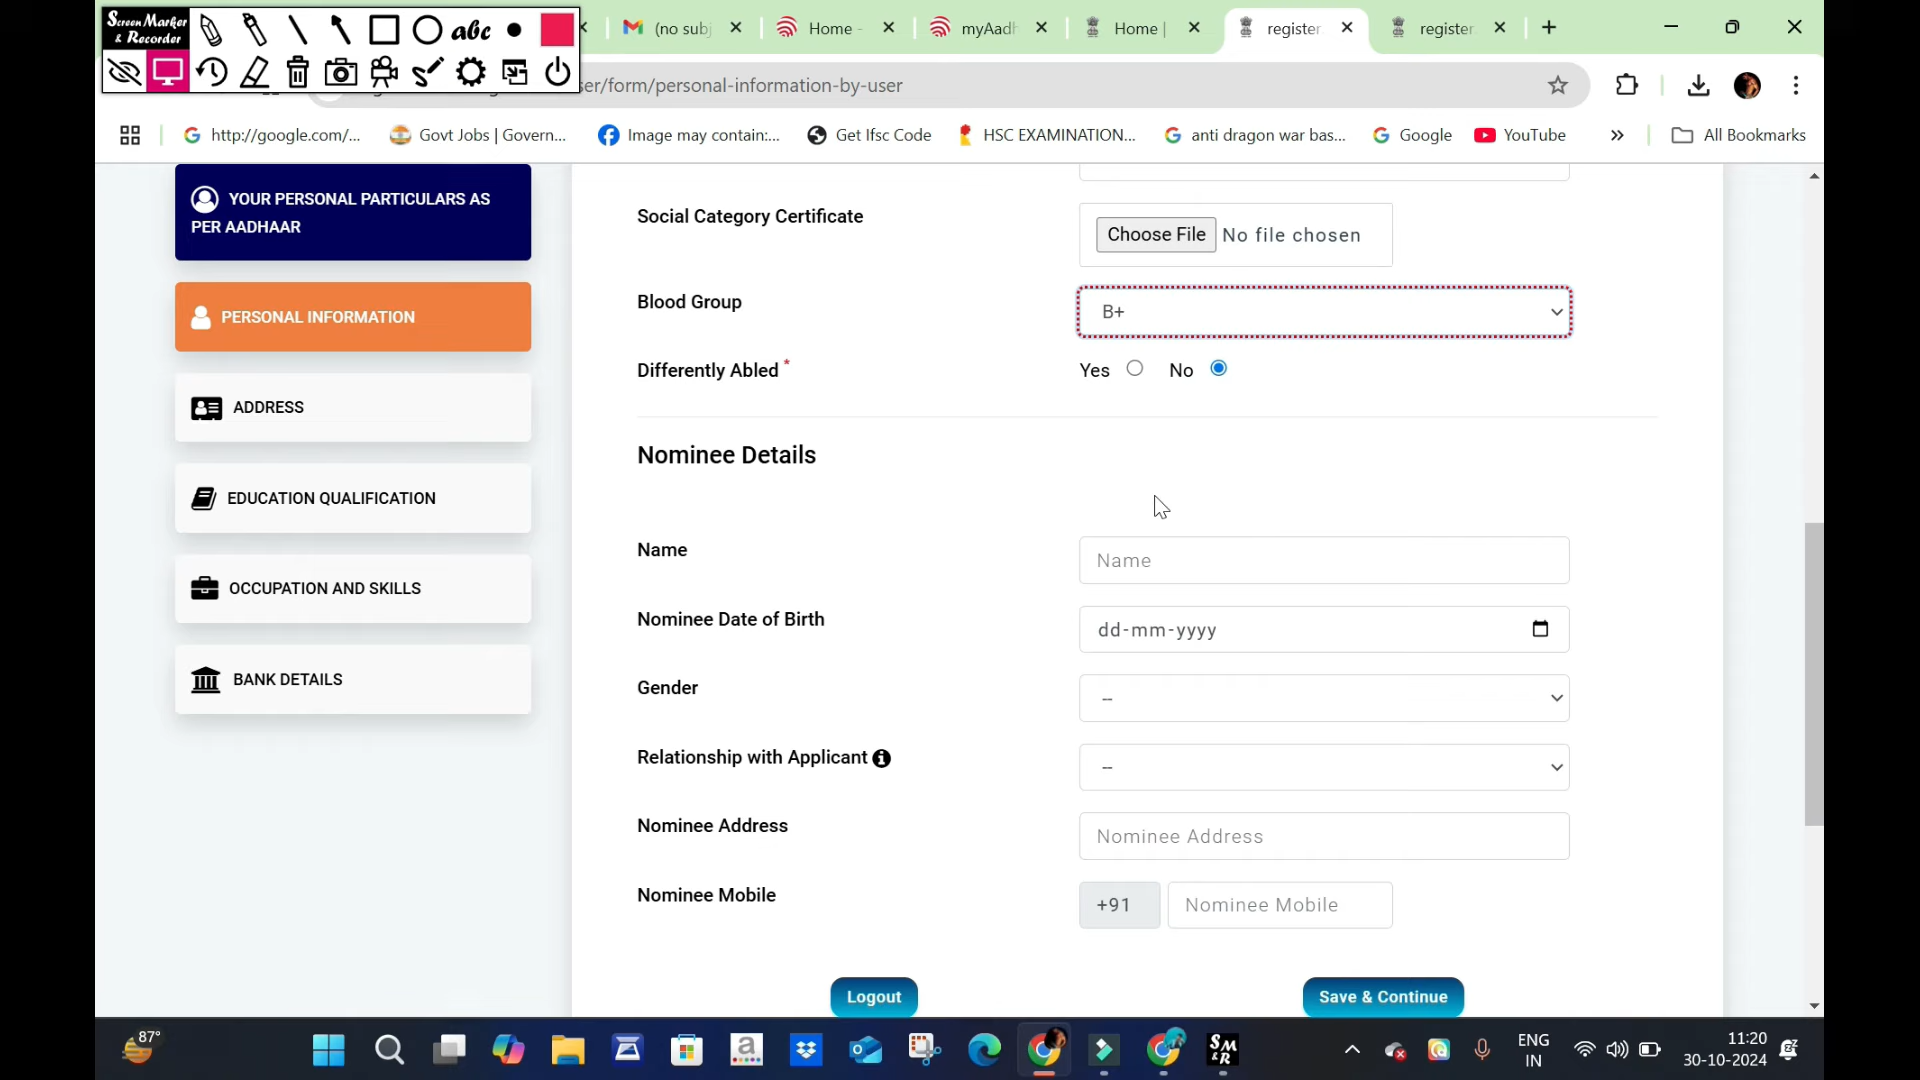 Screen Marker
& Recorder
abc
(no subj
Home -
myAadh
Home |
register
register
ser/form/personal-information-by-user
http://google.com/...
Govt Jobs | Govern...
Image may contain:...
Get Ifsc Code
HSC EXAMINATION...
anti dragon war bas...
Google
YouTube
»
All Bookmarks
YOUR PERSONAL PARTICULARS AS
PER AADHAAR
PERSONAL INFORMATION
ADDRESS
EDUCATION QUALIFICATION
OCCUPATION AND SKILLS
BANK DETAILS
Social Category Certificate
Choose File No file chosen
Blood Group
B+
Differently Abled *
Yes No
Nominee Details
Name
Name
Nominee Date of Birth
dd-mm-yyyy
Gender
--
Relationship with Applicant
--
Nominee Address
Nominee Address
Nominee Mobile
+91 Nominee Mobile
Logout
Save & Continue
87°
SM
&R
ENG
IN
11:20
30-10-2024